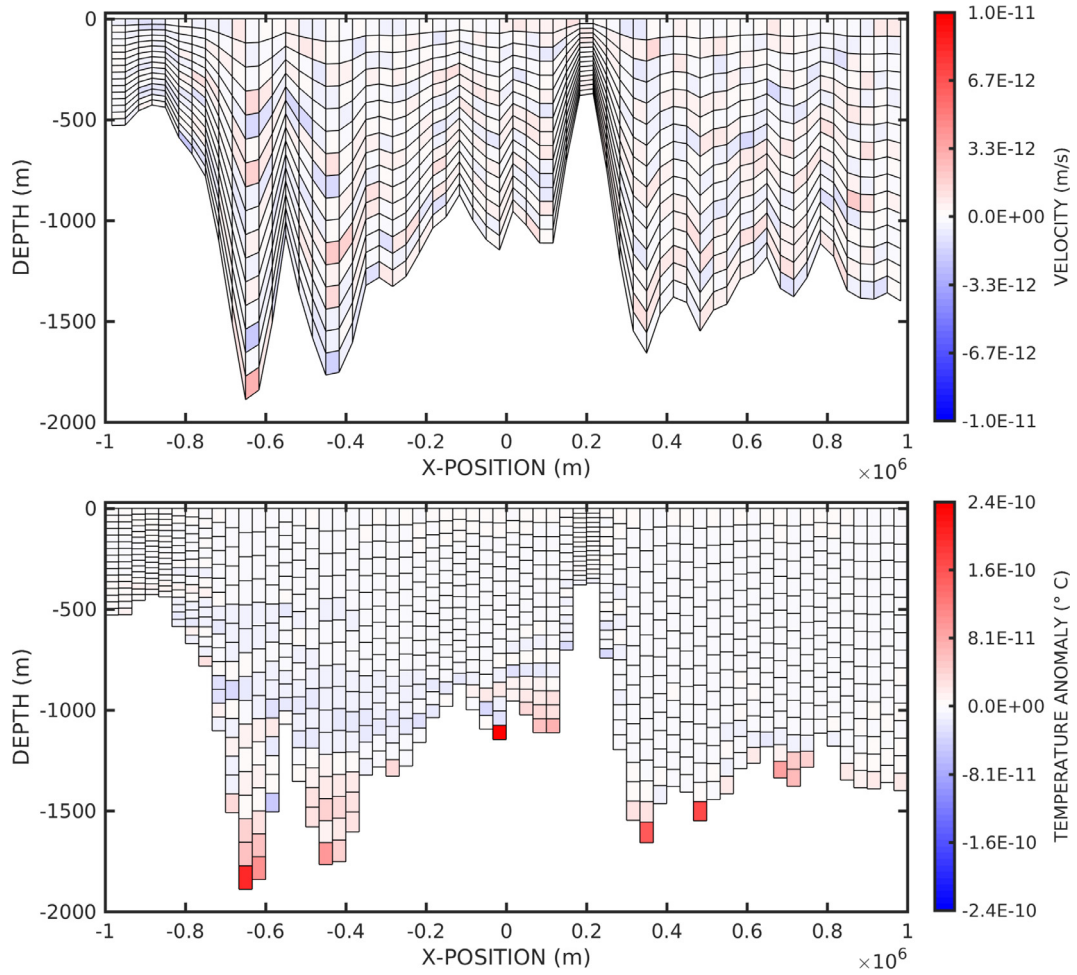 0
-500
-1000
-1500
-2000
DEPTH (m)
-1 -0.8 -0.6 -0.4 -0.2 0 0.2 0.4 0.6 0.8 1
X-POSITION (m)
×10^6
1.0E-11
6.7E-12
3.3E-12
0.0E+00
-3.3E-12
-6.7E-12
-1.0E-11
VELOCITY (m/s)
0
-500
-1000
-1500
-2000
DEPTH (m)
-1 -0.8 -0.6 -0.4 -0.2 0 0.2 0.4 0.6 0.8 1
X-POSITION (m)
×10^6
2.4E-10
1.6E-10
8.1E-11
0.0E+00
-8.1E-11
-1.6E-10
-2.4E-10
TEMPERATURE ANOMALY (° C)